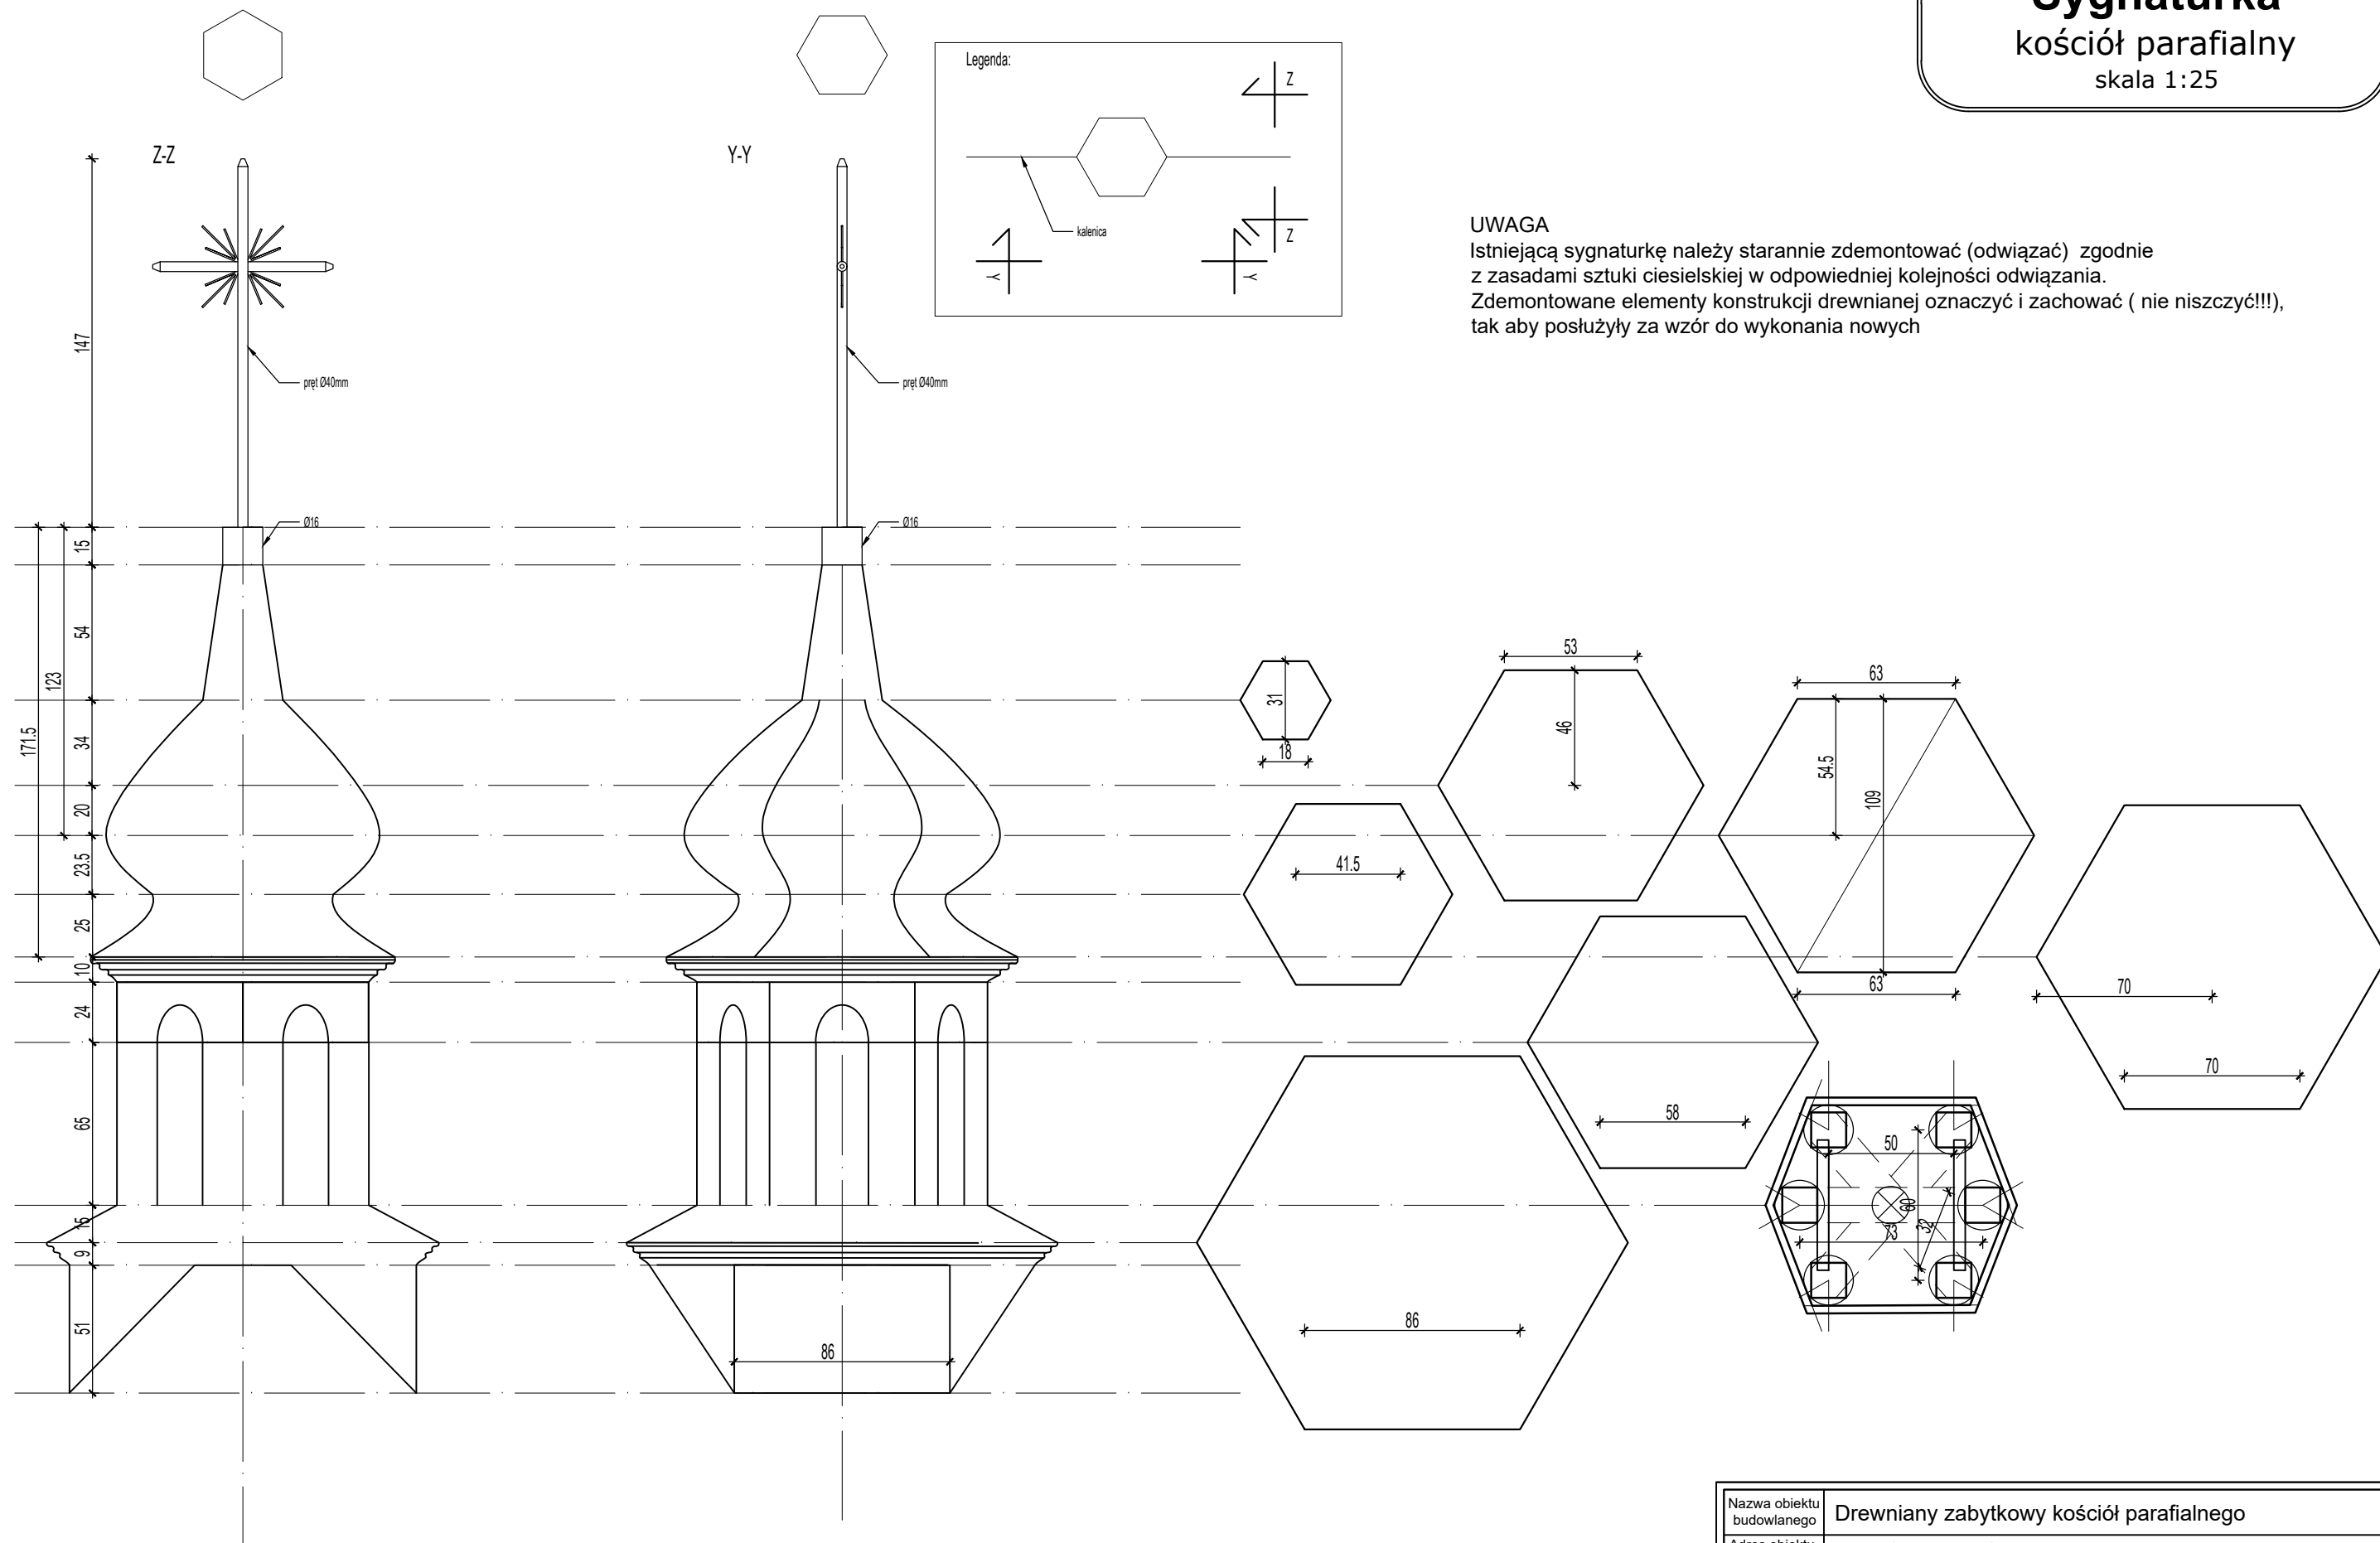 Sygnaturka
kościół parafialny
skala 1:25
Legenda:
Z
Z-Z
Y-Y
kalenica
Z
Y
Y
UWAGA
Istniejącą sygnaturkę należy starannie zdemontować (odwiązać) zgodnie
z zasadami sztuki ciesielskiej w odpowiedniej kolejności odwiązania.
Zdemontowane elementy konstrukcji drewnianej oznaczyć i zachować ( nie niszczyć!!!),
tak aby posłużyły za wzór do wykonania nowych
147
pręt Ø40mm
pręt Ø40mm
Ø16
Ø16
15
54
123
171.5
34
20
23.5
25
10
24
65
15
9
51
86
31
18
53
46
63
54.5
109
63
41.5
70
70
58
86
50
60
32
73
Nazwa obiektu
budowlanego
Drewniany zabytkowy kościół parafialnego